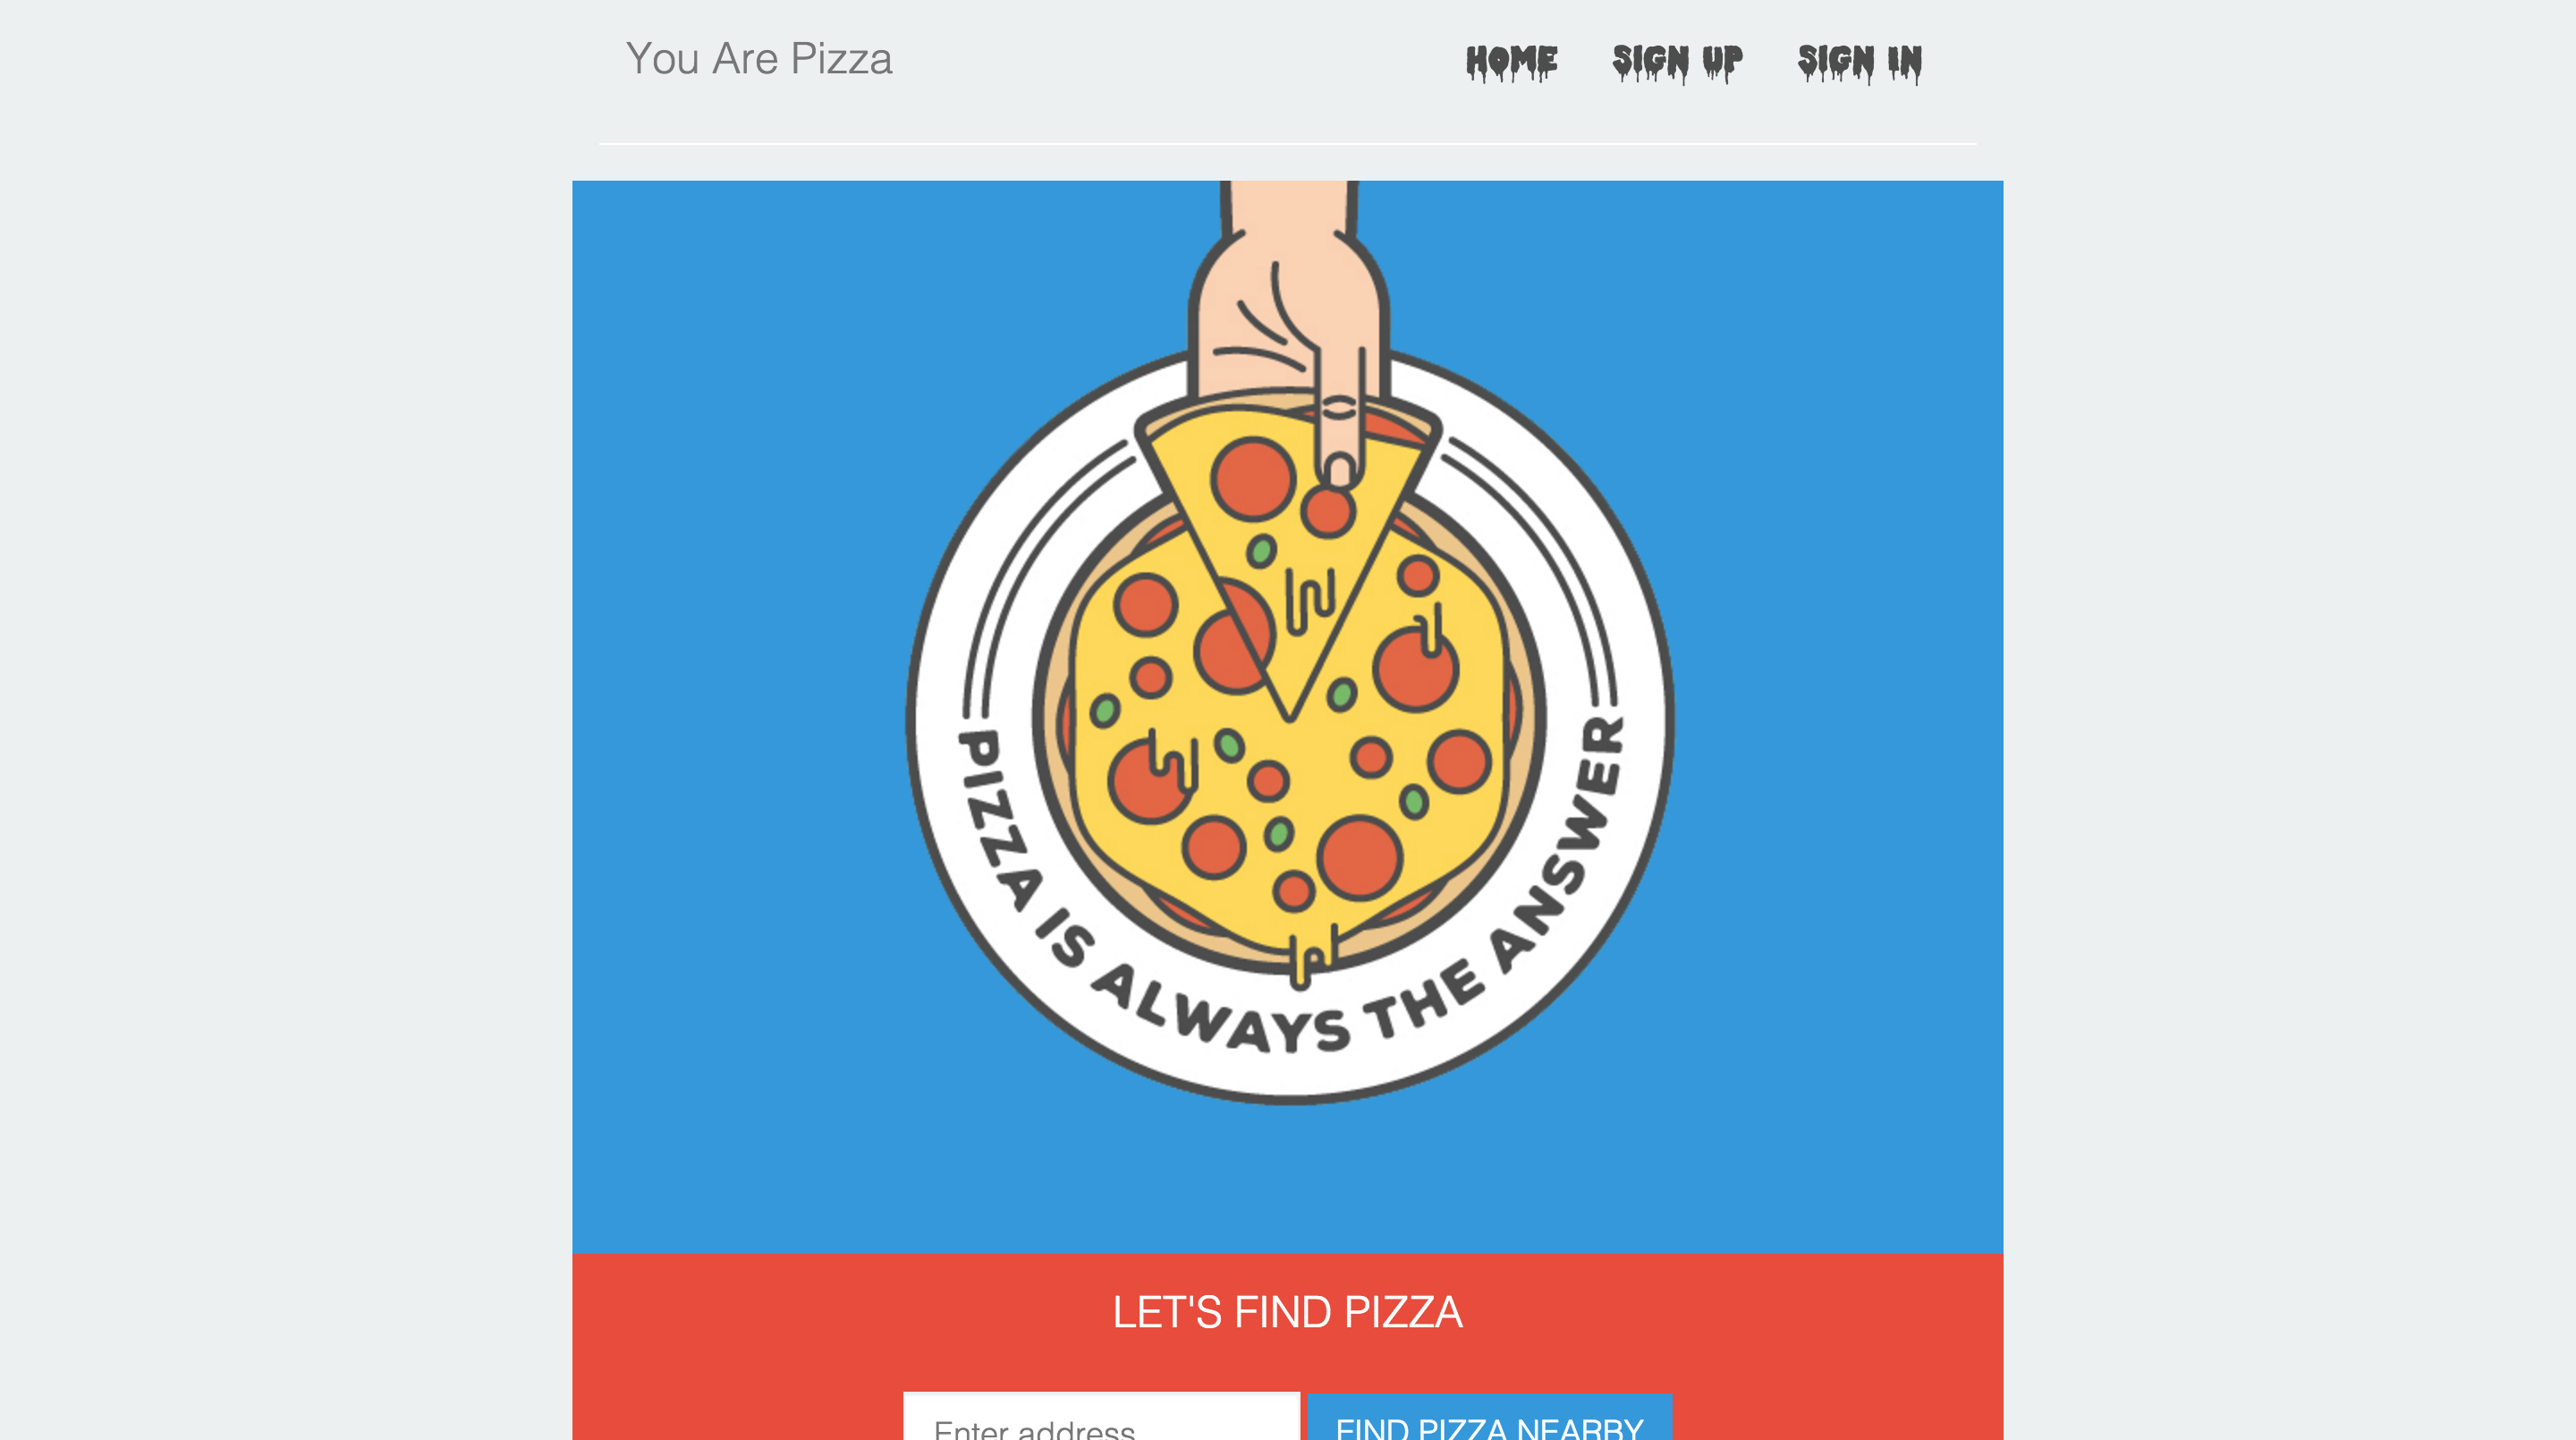 You Are Pizza
HOME SIGN UP SIGN IN
PIZZA IS ALWAYS THE ANSWER
LET'S FIND PIZZA
Enter address
FIND PIZZA NEARBY